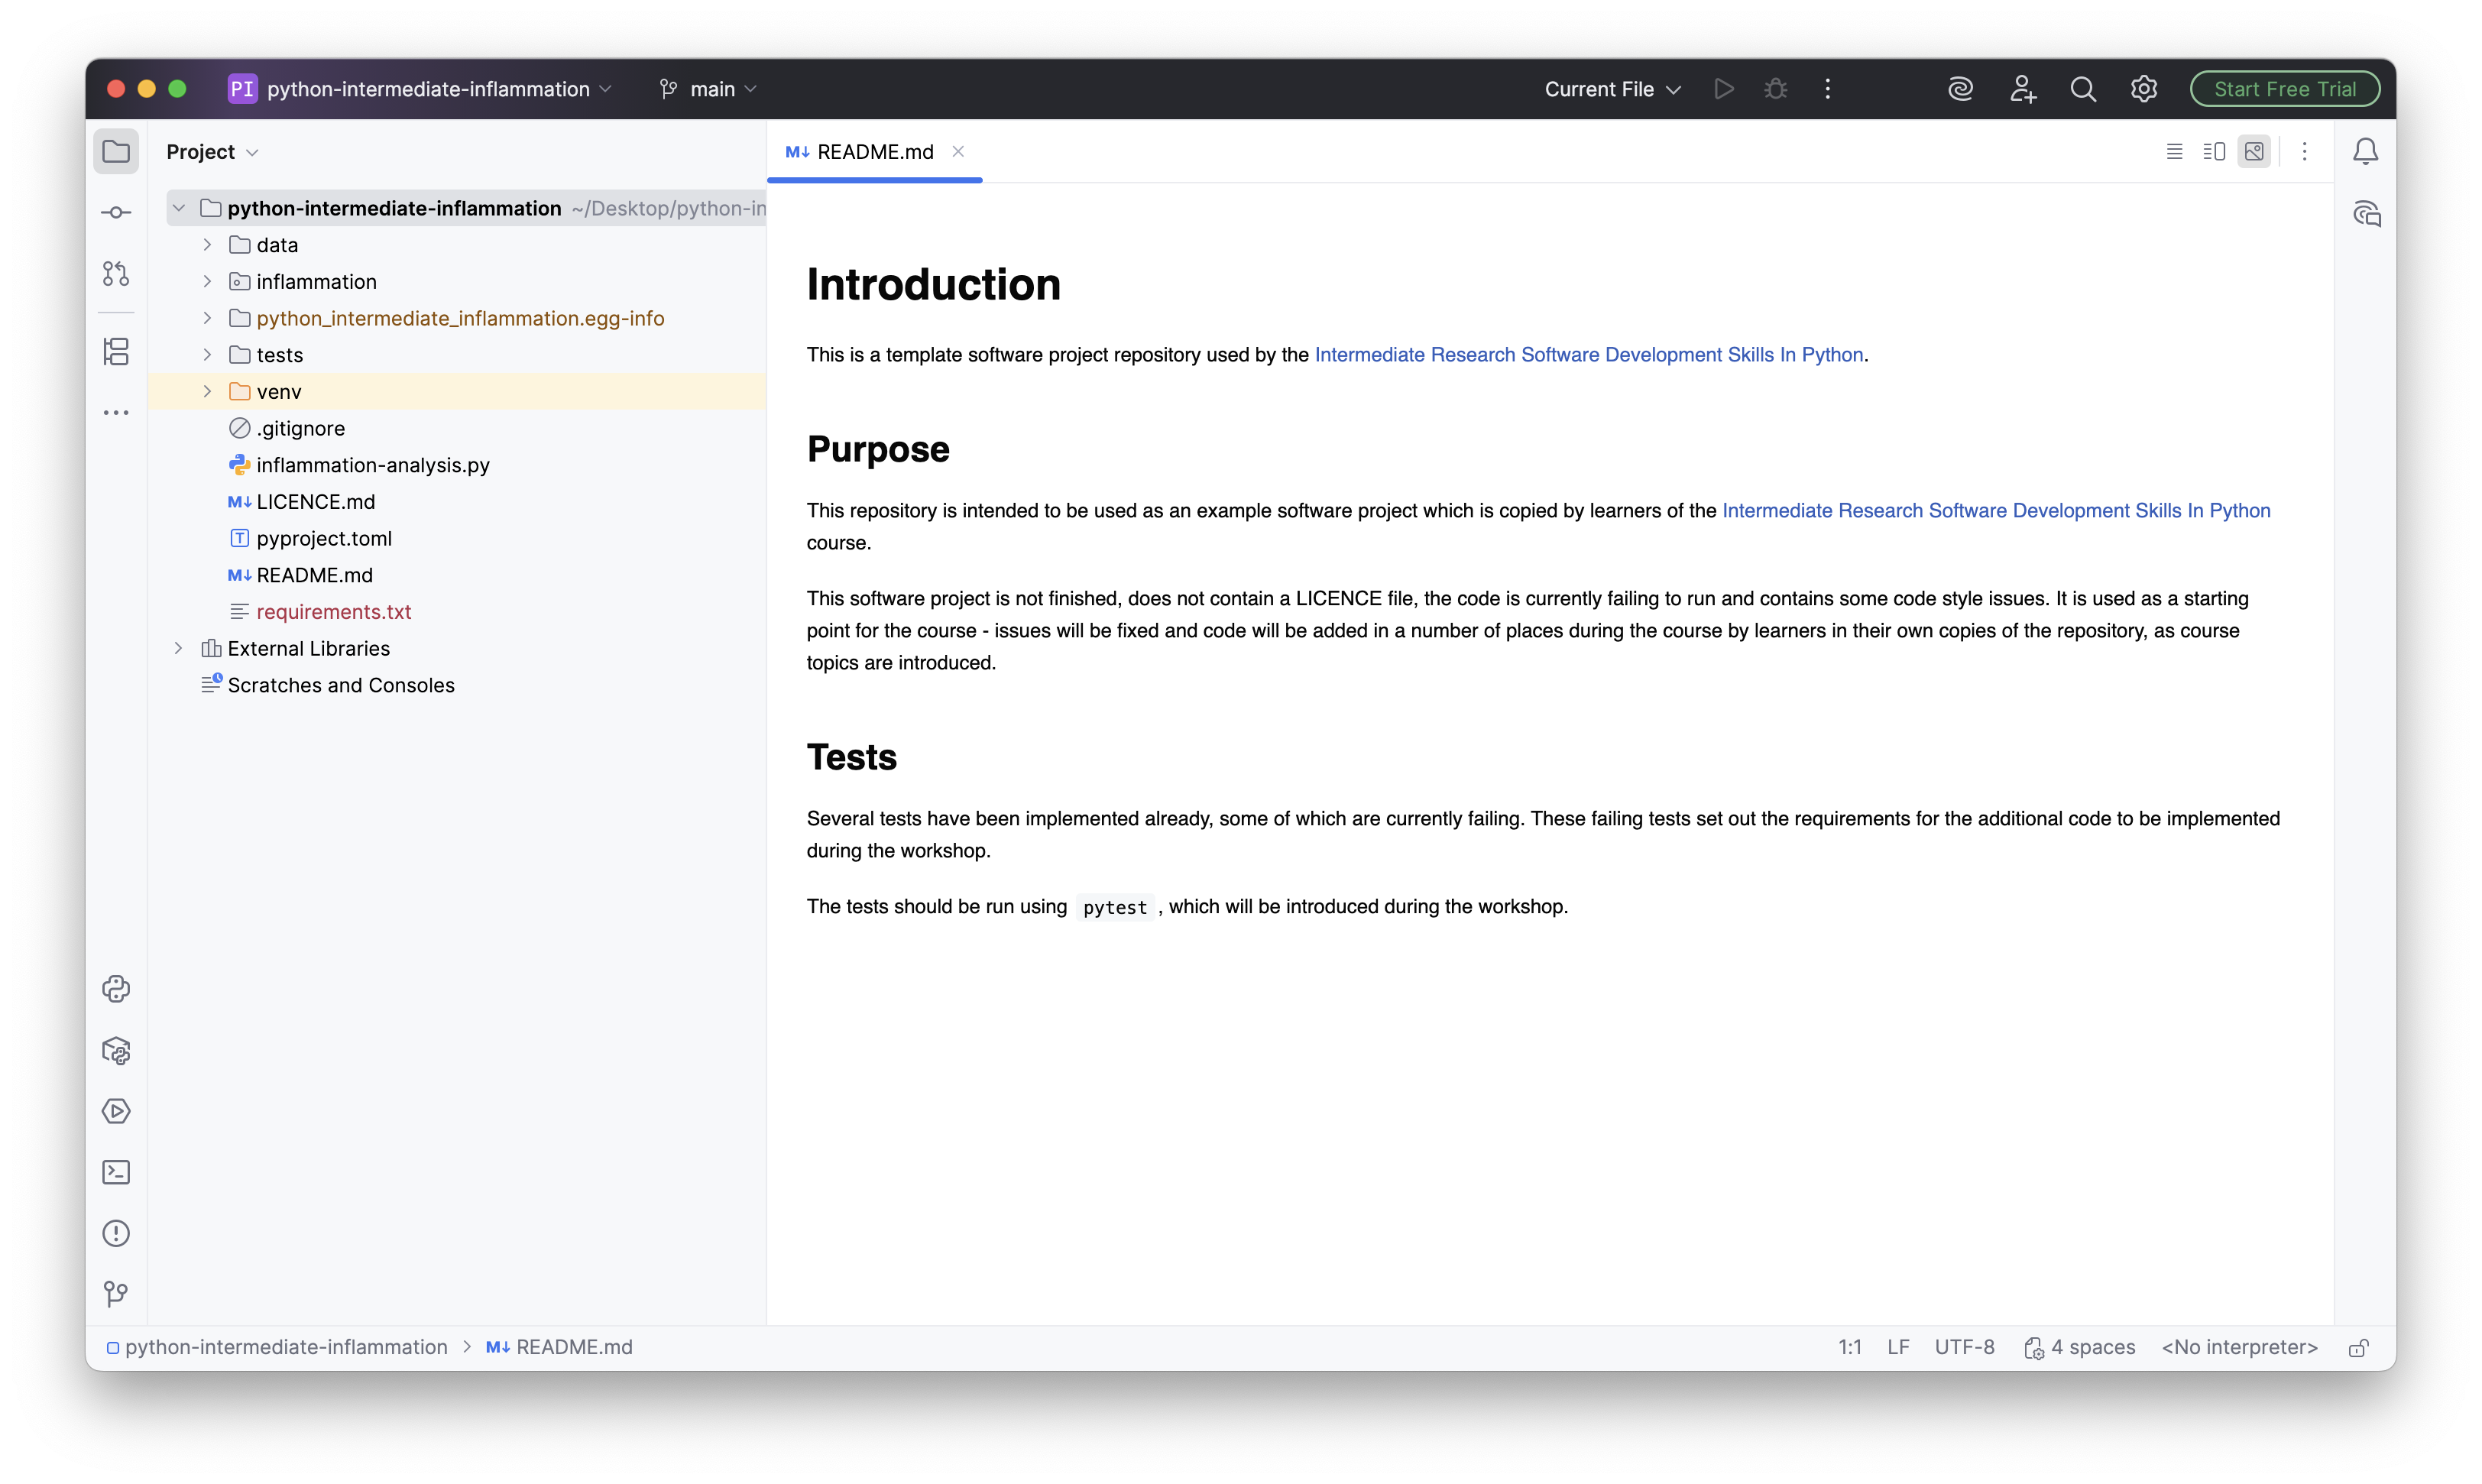 PI python-intermediate-inflammation
main
Current File
Start Free Trial
Project
M↓ README.md
python-intermediate-inflammation ~/Desktop/python-in
data
inflammation
python_intermediate_inflammation.egg-info
tests
venv
.gitignore
inflammation-analysis.py
M↓ LICENCE.md
T pyproject.toml
M↓ README.md
requirements.txt
External Libraries
Scratches and Consoles
Introduction
This is a template software project repository used by the Intermediate Research Software Development Skills In Python.
Purpose
This repository is intended to be used as an example software project which is copied by learners of the Intermediate Research Software Development Skills In Python
course.
This software project is not finished, does not contain a LICENCE file, the code is currently failing to run and contains some code style issues. It is used as a starting
point for the course - issues will be fixed and code will be added in a number of places during the course by learners in their own copies of the repository, as course
topics are introduced.
Tests
Several tests have been implemented already, some of which are currently failing. These failing tests set out the requirements for the additional code to be implemented
during the workshop.
The tests should be run using pytest, which will be introduced during the workshop.
python-intermediate-inflammation > M↓ README.md
1:1 LF UTF-8 4 spaces <No interpreter>